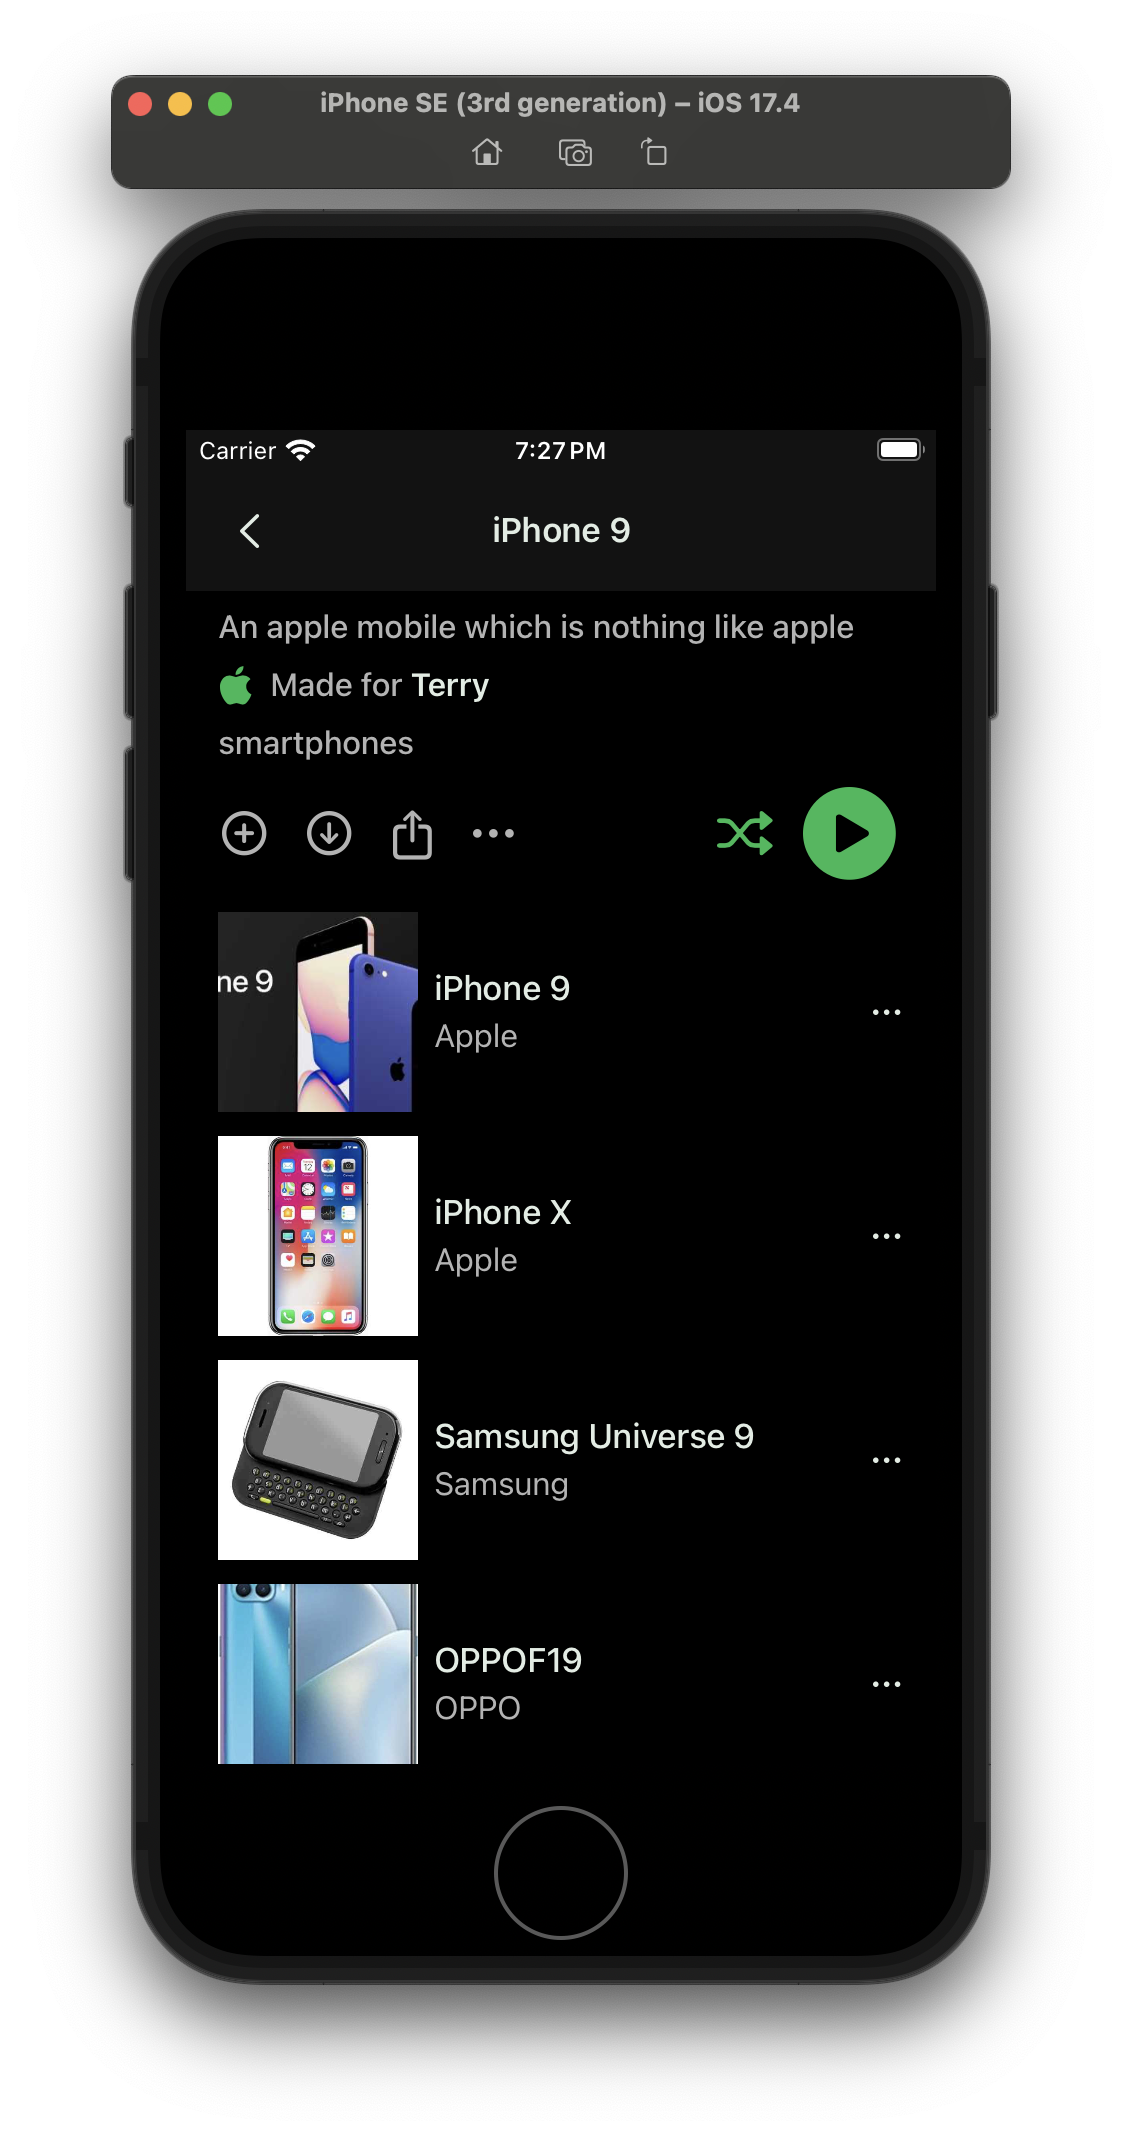 iPhone SE (3rd generation) – iOS 17.4
Carrier 7:27 PM
iPhone 9
An apple mobile which is nothing like apple
Made for Terry
smartphones
ne 9
iPhone 9
Apple
iPhone X
Apple
Samsung Universe 9
Samsung
OPPOF19
OPPO